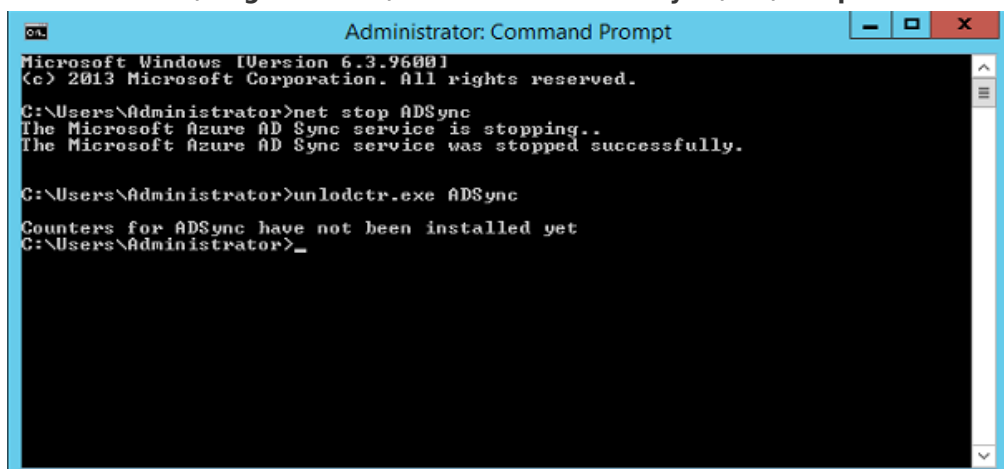 Administrator: Command Prompt
Microsoft Windows [Version 6.3.9600]
(c) 2013 Microsoft Corporation. All rights reserved.
C:\Users\Administrator>net stop ADSync
The Microsoft Azure AD Sync service is stopping..
The Microsoft Azure AD Sync service was stopped successfully.
C:\Users\Administrator>unlodctr.exe ADSync
Counters for ADSync have not been installed yet
C:\Users\Administrator>_